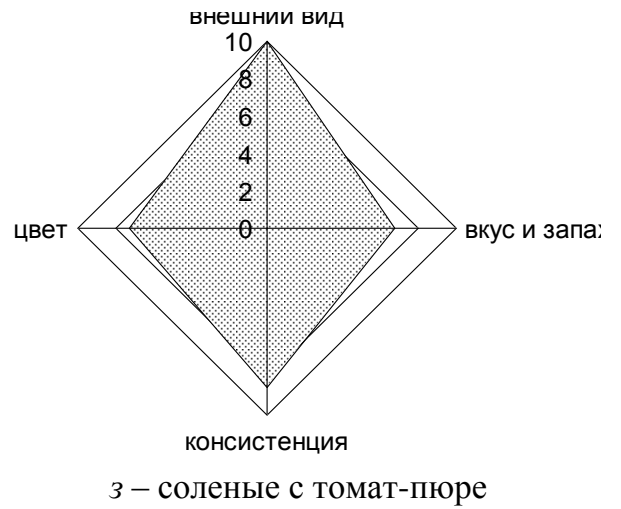 внешний вид
10
8
6
4
2
0
цвет
вкус и запах
консистенция
з – соленые с томат-пюре